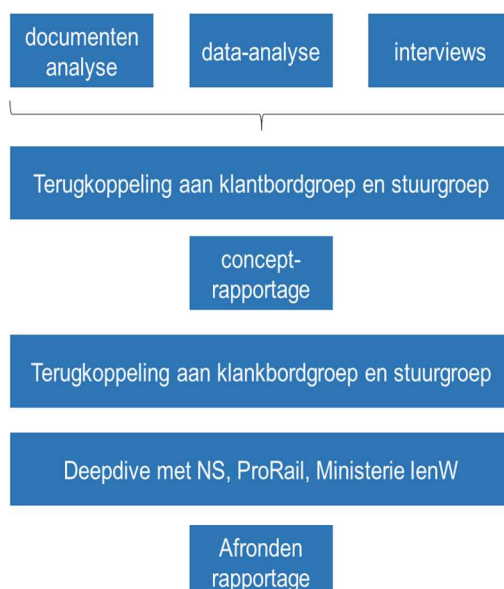 documenten
analyse
data-analyse
interviews
Terugkoppeling aan klantbordgroep en stuurgroep
concept-
rapportage
Terugkoppeling aan klankbordgroep en stuurgroep
Deepdive met NS, ProRail, Ministerie IenW
Afronden
rapportage